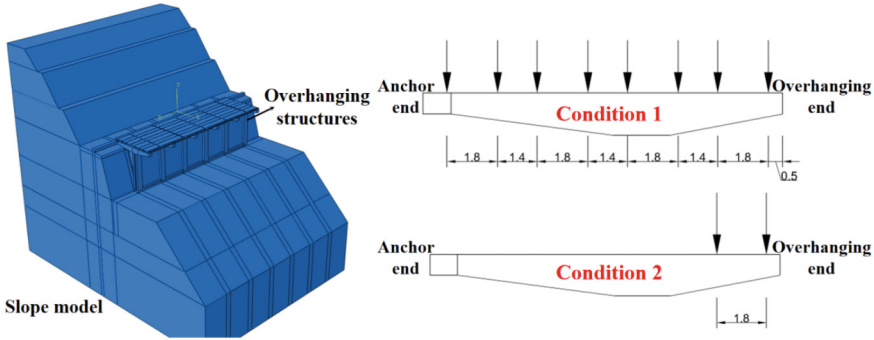 Overhanging
structures
Slope model
Anchor
end
Condition 1
Overhanging
end
1.8
1.4
1.8
1.4
1.8
1.4
1.8
0.5
Anchor
end
Condition 2
Overhanging
end
1.8